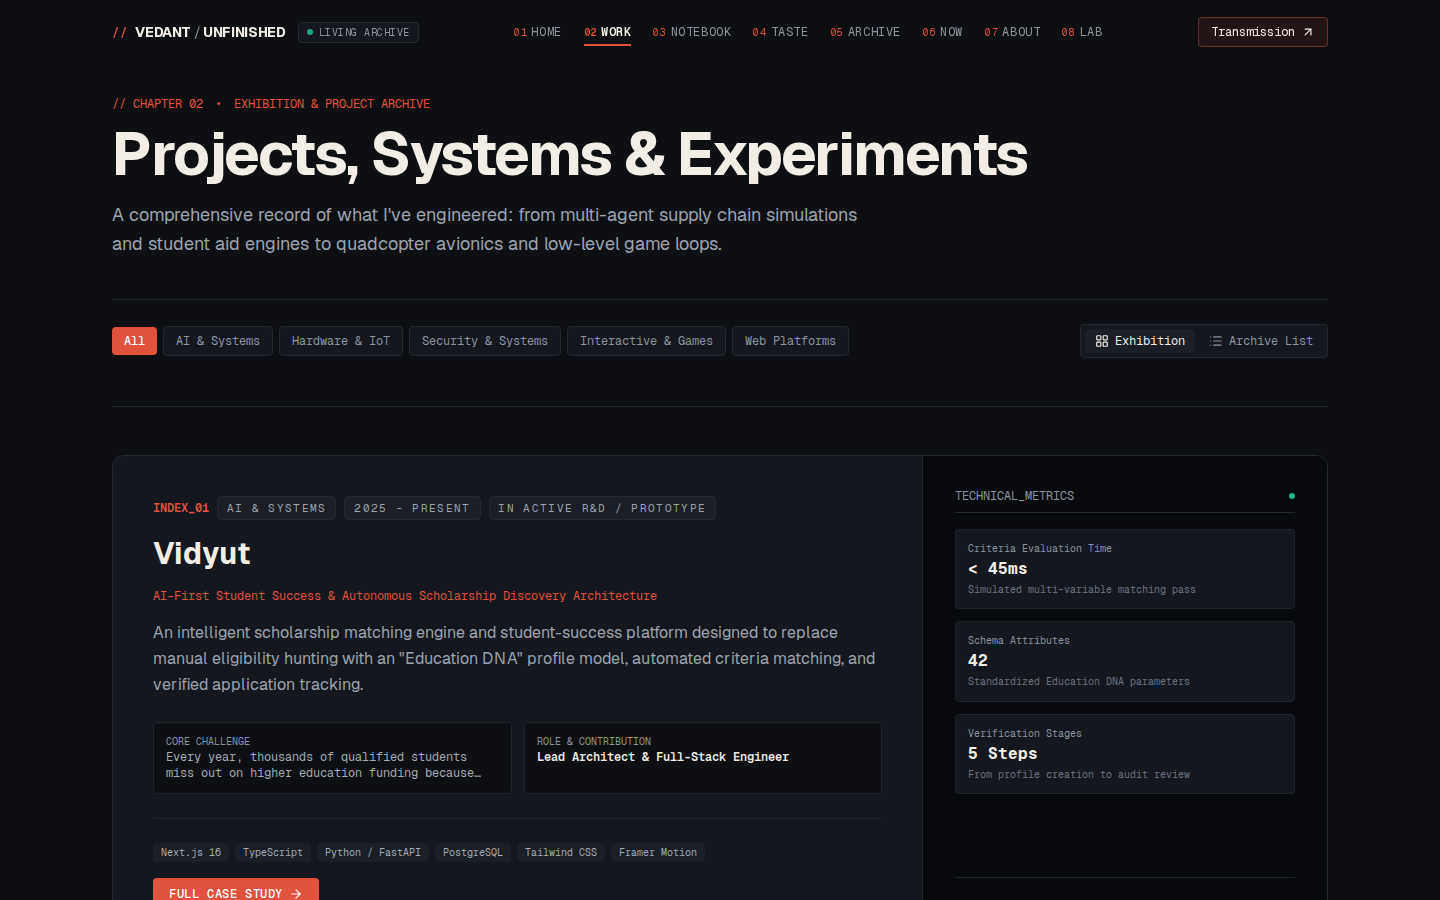 // VEDANT / UNFINISHED
LIVING ARCHIVE
01 HOME
02 WORK
03 NOTEBOOK
04 TASTE
05 ARCHIVE
06 NOW
07 ABOUT
08 LAB
Transmission
// CHAPTER 02 • EXHIBITION & PROJECT ARCHIVE
Projects, Systems & Experiments
A comprehensive record of what I've engineered: from multi-agent supply chain simulations
and student aid engines to quadcopter avionics and low-level game loops.
All
AI & Systems
Hardware & IoT
Security & Systems
Interactive & Games
Web Platforms
Exhibition
Archive List
INDEX_01
AI & SYSTEMS
2025 - PRESENT
IN ACTIVE R&D / PROTOTYPE
Vidyut
AI-First Student Success & Autonomous Scholarship Discovery Architecture
An intelligent scholarship matching engine and student-success platform designed to replace
manual eligibility hunting with an "Education DNA" profile model, automated criteria matching, and
verified application tracking.
CORE CHALLENGE
Every year, thousands of qualified students
miss out on higher education funding because…
ROLE & CONTRIBUTION
Lead Architect & Full-Stack Engineer
Next.js 16
TypeScript
Python / FastAPI
PostgreSQL
Tailwind CSS
Framer Motion
FULL CASE STUDY →
TECHNICAL_METRICS
Criteria Evaluation Time
< 45ms
Simulated multi-variable matching pass
Schema Attributes
42
Standardized Education DNA parameters
Verification Stages
5 Steps
From profile creation to audit review